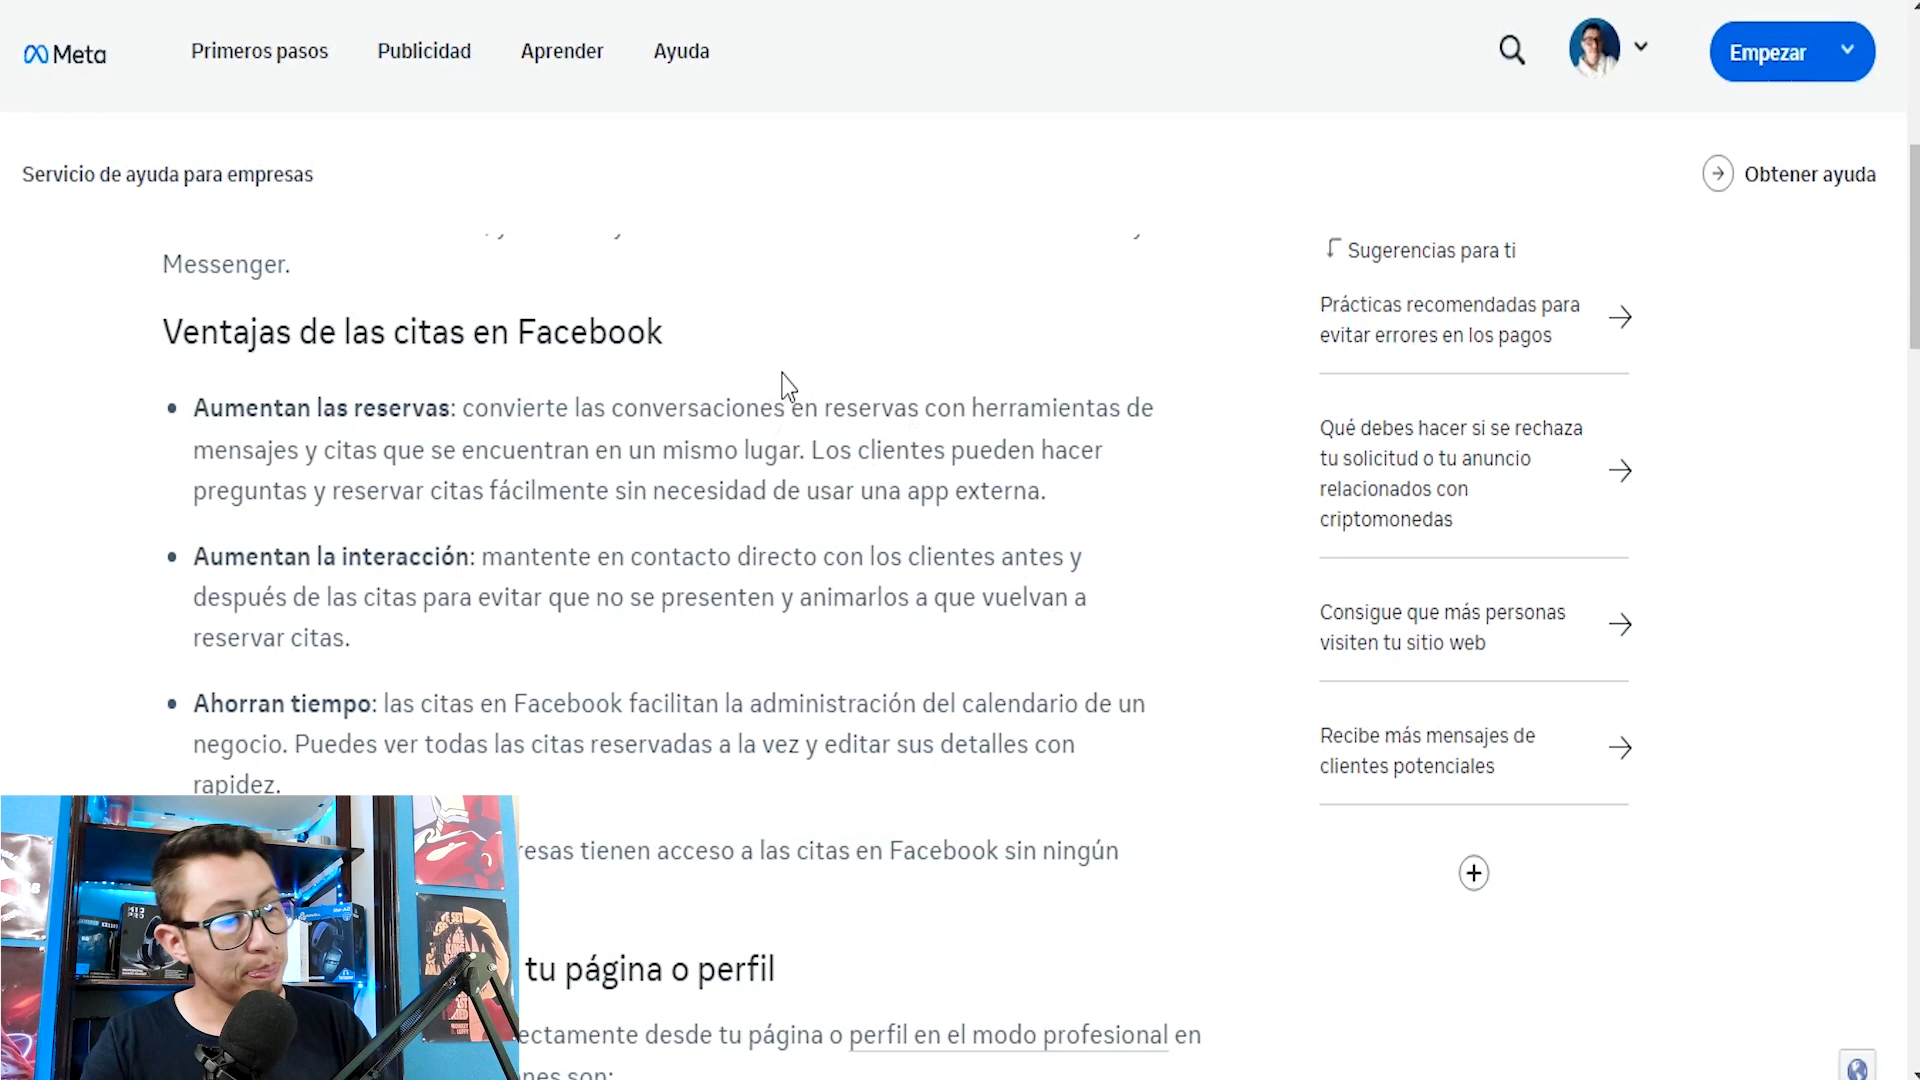 Meta
Primeros pasos
Publicidad
Aprender
Ayuda
Empezar
Servicio de ayuda para empresas
Obtener ayuda
Messenger.
Ventajas de las citas en Facebook
Aumentan las reservas: convierte las conversaciones en reservas con herramientas de
mensajes y citas que se encuentran en un mismo lugar. Los clientes pueden hacer
preguntas y reservar citas fácilmente sin necesidad de usar una app externa.
Aumentan la interacción: mantente en contacto directo con los clientes antes y
después de las citas para evitar que no se presenten y animarlos a que vuelvan a
reservar citas.
Ahorran tiempo: las citas en Facebook facilitan la administración del calendario de un
negocio. Puedes ver todas las citas reservadas a la vez y editar sus detalles con
rapidez.
resas tienen acceso a las citas en Facebook sin ningún
tu página o perfil
ectamente desde tu página o perfil en el modo profesional en
nes son:
Sugerencias para ti
Prácticas recomendadas para
evitar errores en los pagos
Qué debes hacer si se rechaza
tu solicitud o tu anuncio
relacionados con
criptomonedas
Consigue que más personas
visiten tu sitio web
Recibe más mensajes de
clientes potenciales